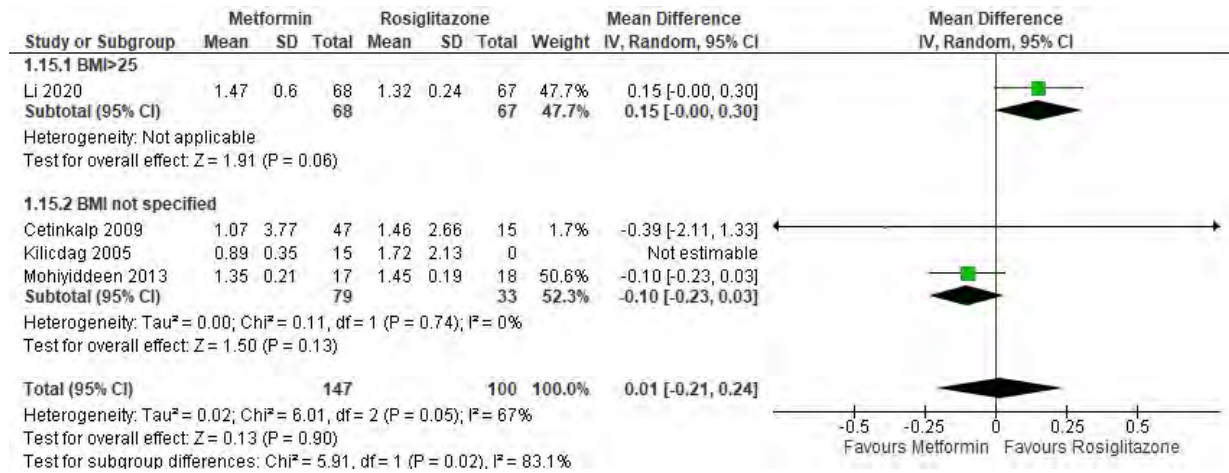 Metformin Rosiglitazone Mean Difference Mean Difference
Study or Subgroup Mean SD Total Mean SD Total Weight IV, Random, 95% CI IV, Random, 95% CI
1.15.1 BMI>25
Li 2020 1.47 0.6 68 1.32 0.24 67 47.7% 0.15 [-0.00, 0.30]
Subtotal (95% CI) 68 67 47.7% 0.15 [-0.00, 0.30]
Heterogeneity: Not applicable
Test for overall effect: Z = 1.91 (P = 0.06)
1.15.2 BMI not specified
Cetinkalp 2009 1.07 3.77 47 1.46 2.66 15 1.7% -0.39 [-2.11, 1.33]
Kilicdag 2005 0.89 0.35 15 1.72 2.13 0 Not estimable
Mohiyiddeen 2013 1.35 0.21 17 1.45 0.19 18 50.6% -0.10 [-0.23, 0.03]
Subtotal (95% CI) 79 33 52.3% -0.10 [-0.23, 0.03]
Heterogeneity: Tau² = 0.00; Chi² = 0.11, df = 1 (P = 0.74); I² = 0%
Test for overall effect: Z = 1.50 (P = 0.13)
Total (95% CI) 147 100 100.0% 0.01 [-0.21, 0.24]
Heterogeneity: Tau² = 0.02; Chi² = 6.01, df = 2 (P = 0.05); I² = 67%
Test for overall effect: Z = 0.13 (P = 0.90)
Test for subgroup differences: Chi² = 5.91, df = 1 (P = 0.02), I² = 83.1%
-0.5 -0.25 0 0.25 0.5
Favours Metformin Favours Rosiglitazone